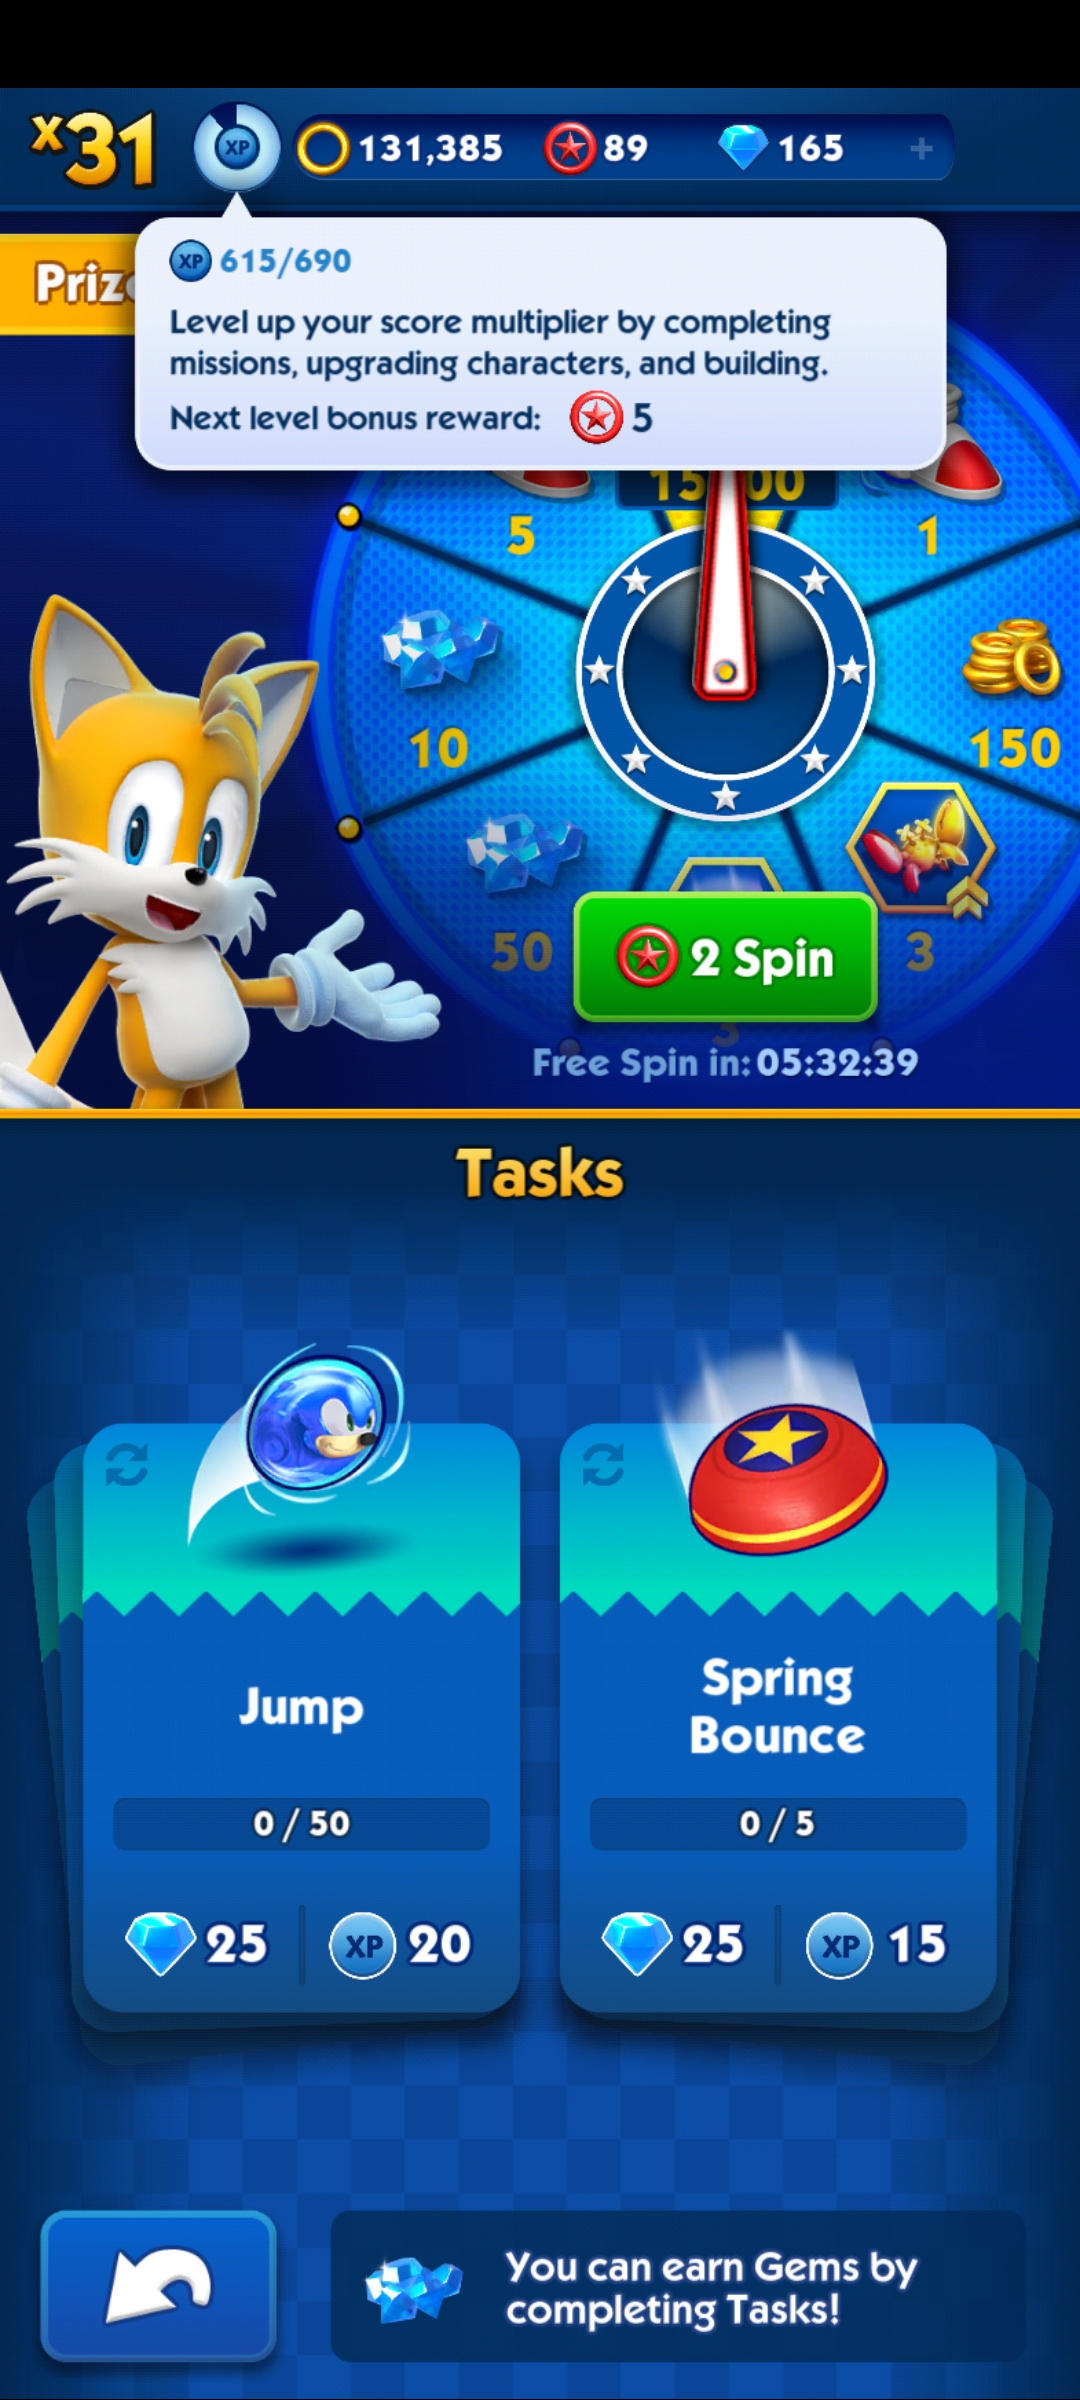 x31
XP
131,385
89
165
+
XP 615/690
Level up your score multiplier by completing
missions, upgrading characters, and building.
Next level bonus reward: 5
5
1
10
150
50
3
3
2 Spin
Free Spin in: 05:32:39
Tasks
Jump
0 / 50
25
XP 20
Spring
Bounce
0 / 5
25
XP 15
You can earn Gems by
completing Tasks!